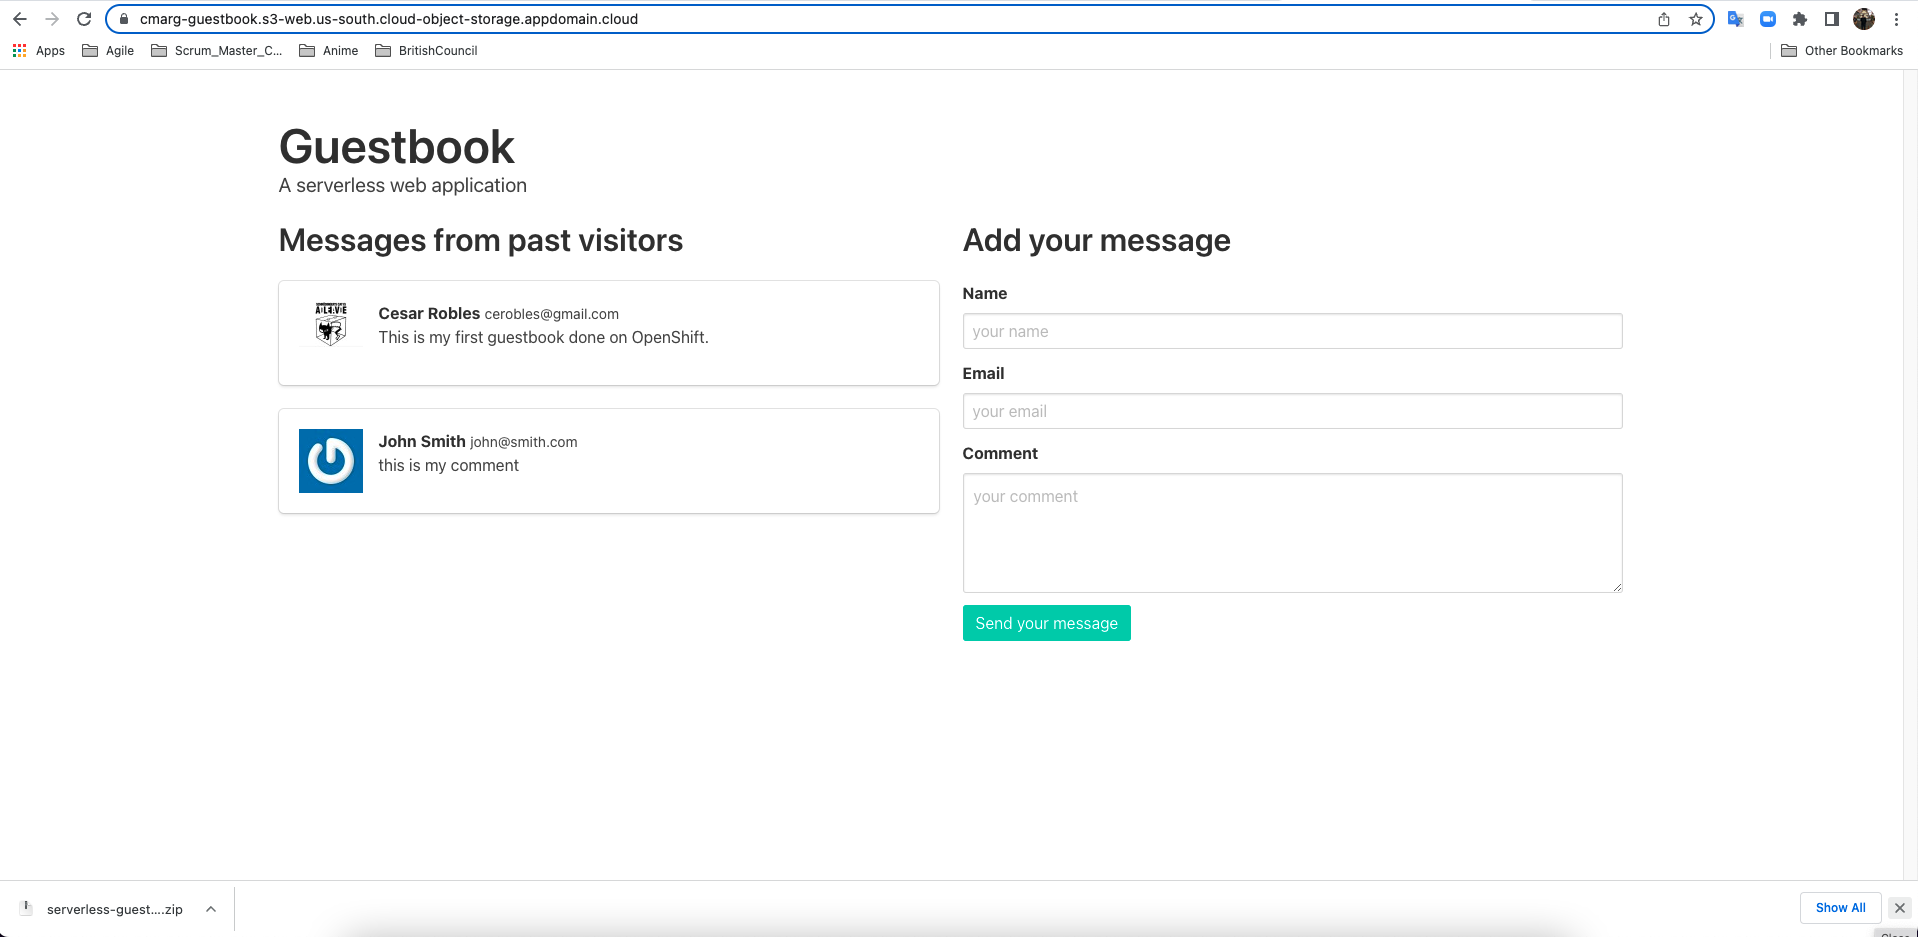 cmarg-guestbook.s3-web.us-south.cloud-object-storage.appdomain.cloud
Apps
Agile
Scrum_Master_C...
Anime
BritishCouncil
Other Bookmarks
Guestbook
A serverless web application
Messages from past visitors
Cesar Robles cerobles@gmail.com
This is my first guestbook done on OpenShift.
John Smith john@smith.com
this is my comment
Add your message
Name
your name
Email
your email
Comment
your comment
Send your message
serverless-guest....zip
Show All